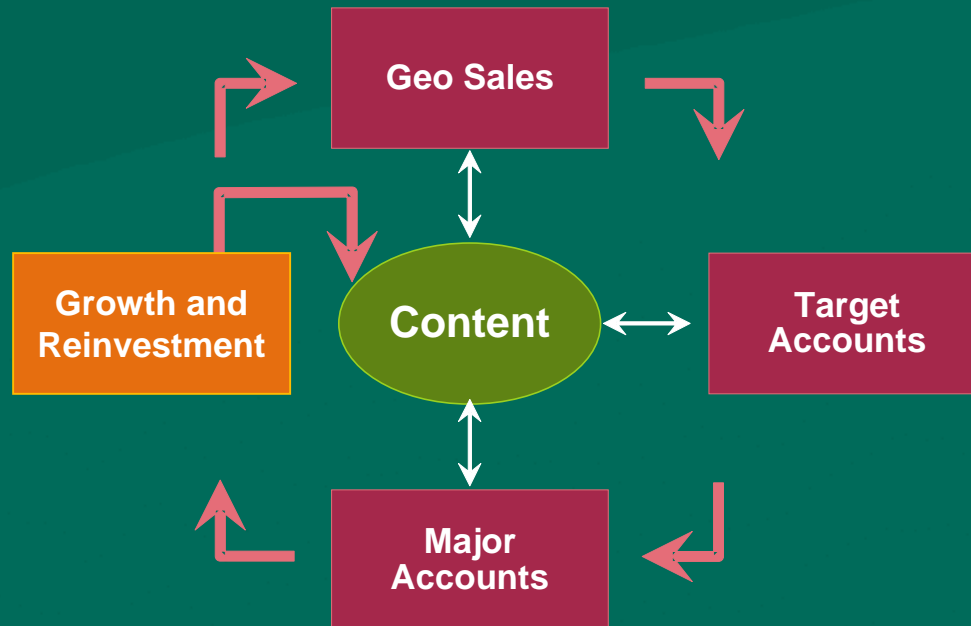 Geo Sales
Growth and
Reinvestment
Content
Target
Accounts
Major
Accounts